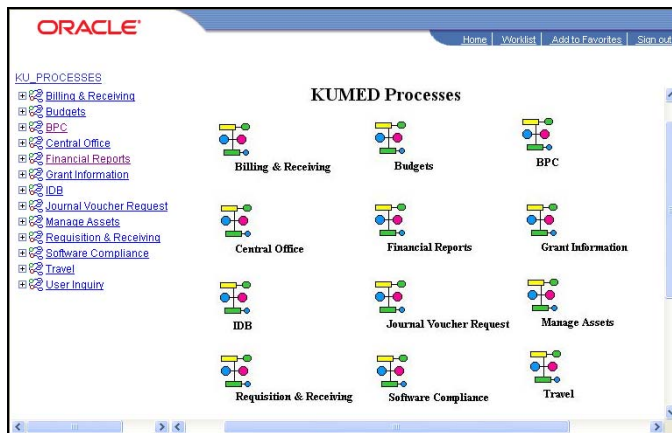 ORACLE
Home Worklist Add to Favorites Sign out
KU_PROCESSES
Billing & Receiving
Budgets
BPC
Central Office
Financial Reports
Grant Information
IDB
Journal Voucher Request
Manage Assets
Requisition & Receiving
Software Compliance
Travel
User Inquiry
KUMED Processes
Billing & Receiving
Budgets
BPC
Central Office
Financial Reports
Grant Information
IDB
Journal Voucher Request
Manage Assets
Requisition & Receiving
Software Compliance
Travel